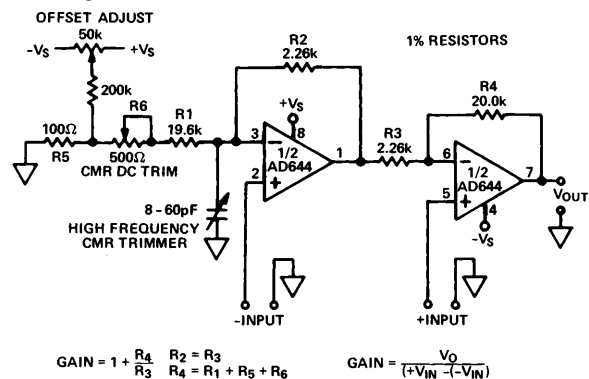 OFFSET ADJUST
50k
-VS +VS
200k
R6
R1
19.6k
100Ω
R5
500Ω
CMR DC TRIM
8-60pF
HIGH FREQUENCY
CMR TRIMMER
R2
2.26k
+VS
3 − 8
1/2
AD644
2 +
1
-INPUT
1% RESISTORS
R3
2.26k
R4
20.0k
6 −
1/2
AD644
5 +
7
4
-VS
VOUT
+INPUT
GAIN = 1 + R4/R3 R2 = R3
R4 = R1 + R5 + R6
GAIN = VO/(+VIN -(-VIN)